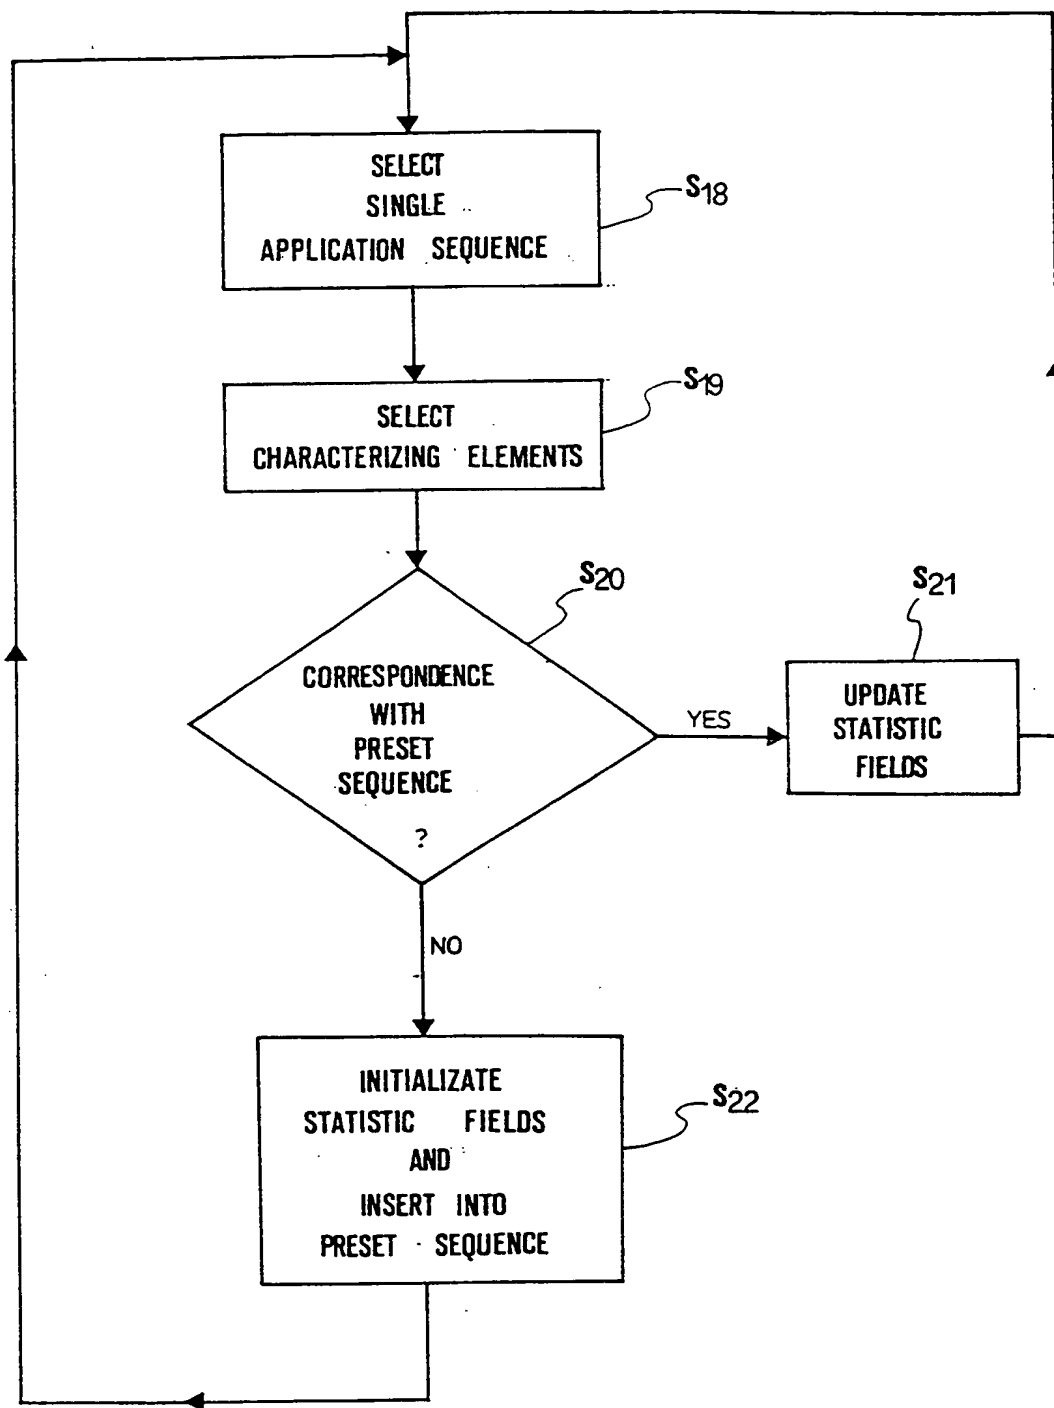 SELECT
SINGLE
APPLICATION SEQUENCE
S18
SELECT
CHARACTERIZING ELEMENTS
S19
CORRESPONDENCE
WITH
PRESET
SEQUENCE
?
S20
YES
UPDATE
STATISTIC
FIELDS
S21
NO
INITIALIZATE
STATISTIC FIELDS
AND
INSERT INTO
PRESET SEQUENCE
S22